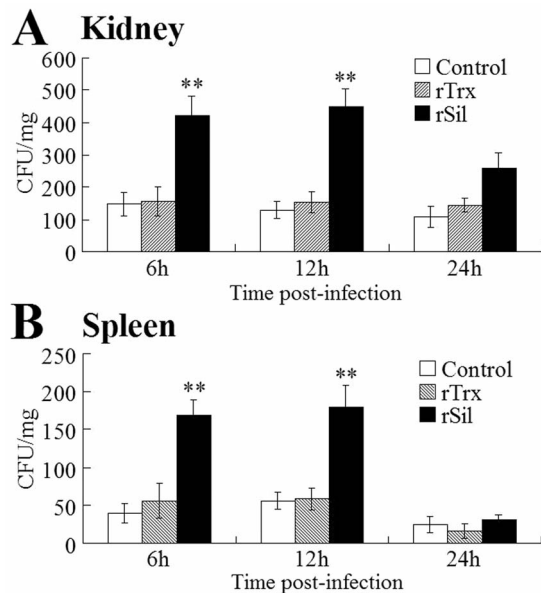 A Kidney
600
500
400
300
200
100
0
CFU/mg
**
**
Control
rTrx
rSil
6h 12h 24h
Time post-infection
B Spleen
250
200
150
100
50
0
CFU/mg
**
**
Control
rTrx
rSil
6h 12h 24h
Time post-infection